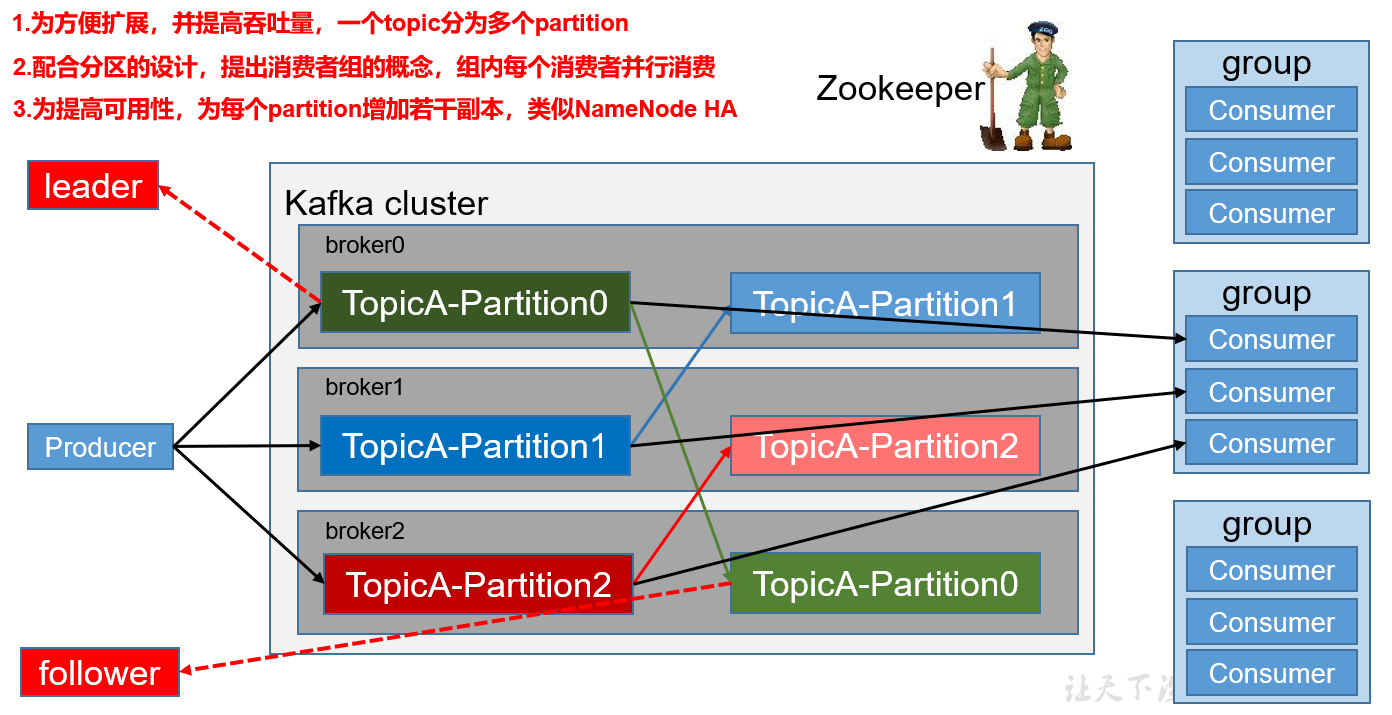 1.为方便扩展，并提高吞吐量，一个topic分为多个partition
2.配合分区的设计，提出消费者组的概念，组内每个消费者并行消费
3.为提高可用性，为每个partition增加若干副本，类似NameNode HA
ZOO
Zookeeper
leader
Kafka cluster
broker0
TopicA-Partition0
TopicA-Partition1
broker1
Producer
TopicA-Partition1
TopicA-Partition2
broker2
TopicA-Partition2
TopicA-Partition0
follower
group
Consumer
Consumer
Consumer
group
Consumer
Consumer
Consumer
group
Consumer
Consumer
Consumer
让天下